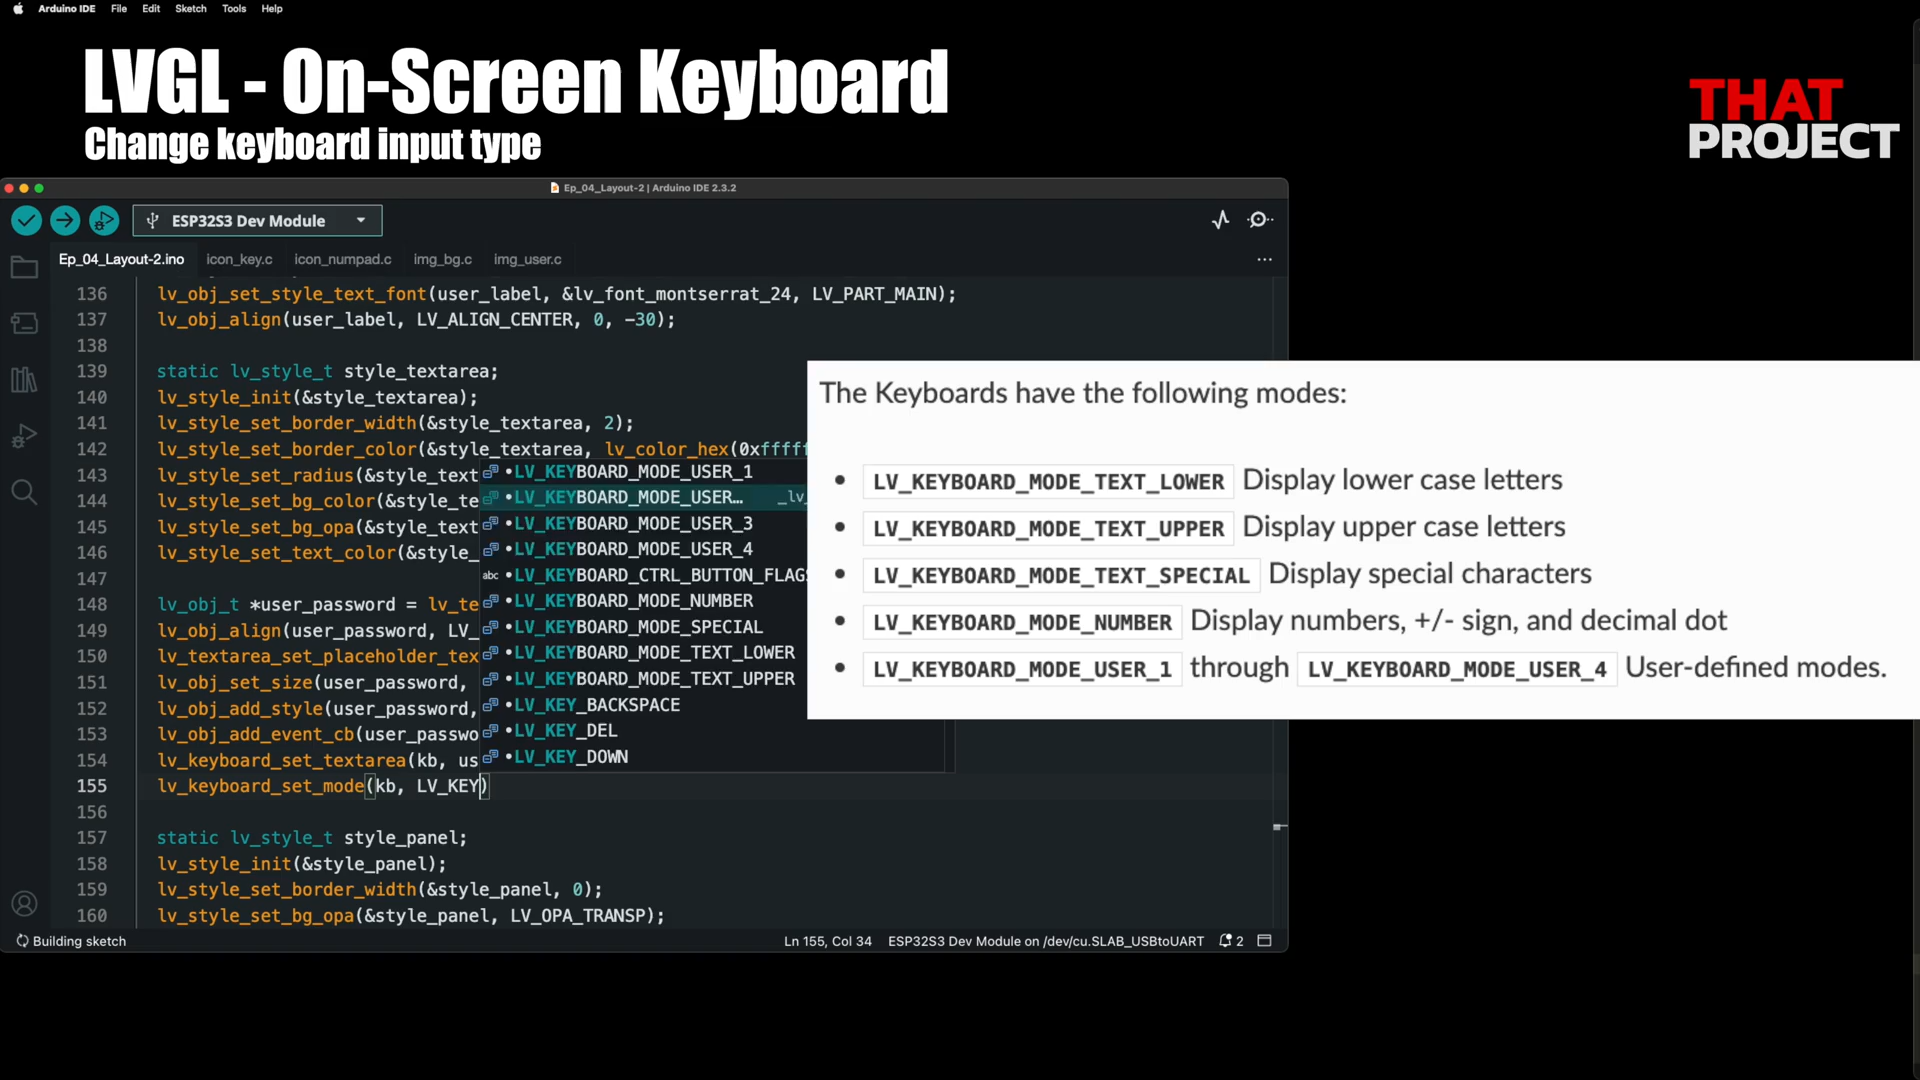 Arduino IDE File Edit Sketch Tools Help
LVGL - On-Screen Keyboard
Change keyboard input type
THAT
PROJECT
Ep_04_Layout-2 | Arduino IDE 2.3.2
ESP32S3 Dev Module
Ep_04_Layout-2.ino icon_key.c icon_numpad.c img_bg.c img_user.c
136 lv_obj_set_style_text_font(user_label, &lv_font_montserrat_24, LV_PART_MAIN);
137 lv_obj_align(user_label, LV_ALIGN_CENTER, 0, -30);
138
139 static lv_style_t style_textarea;
140 lv_style_init(&style_textarea);
141 lv_style_set_border_width(&style_textarea, 2);
142 lv_style_set_border_color(&style_textarea, lv_color_hex(0xfffff
143 lv_style_set_radius(&style_text
144 lv_style_set_bg_color(&style_te
145 lv_style_set_bg_opa(&style_text
146 lv_style_set_text_color(&style_
147
148 lv_obj_t *user_password = lv_te
149 lv_obj_align(user_password, LV_
150 lv_textarea_set_placeholder_tex
151 lv_obj_set_size(user_password,
152 lv_obj_add_style(user_password,
153 lv_obj_add_event_cb(user_passwo
154 lv_keyboard_set_textarea(kb, us
155 lv_keyboard_set_mode(kb, LV_KEY)
156
157 static lv_style_t style_panel;
158 lv_style_init(&style_panel);
159 lv_style_set_border_width(&style_panel, 0);
160 lv_style_set_bg_opa(&style_panel, LV_OPA_TRANSP);
•LV_KEYBOARD_MODE_USER_1
•LV_KEYBOARD_MODE_USER… _lv_
•LV_KEYBOARD_MODE_USER_3
•LV_KEYBOARD_MODE_USER_4
abc •LV_KEYBOARD_CTRL_BUTTON_FLAGS
•LV_KEYBOARD_MODE_NUMBER
•LV_KEYBOARD_MODE_SPECIAL
•LV_KEYBOARD_MODE_TEXT_LOWER
•LV_KEYBOARD_MODE_TEXT_UPPER
•LV_KEY_BACKSPACE
•LV_KEY_DEL
•LV_KEY_DOWN
The Keyboards have the following modes:
• LV_KEYBOARD_MODE_TEXT_LOWER Display lower case letters
• LV_KEYBOARD_MODE_TEXT_UPPER Display upper case letters
• LV_KEYBOARD_MODE_TEXT_SPECIAL Display special characters
• LV_KEYBOARD_MODE_NUMBER Display numbers, +/- sign, and decimal dot
• LV_KEYBOARD_MODE_USER_1 through LV_KEYBOARD_MODE_USER_4 User-defined modes.
Building sketch Ln 155, Col 34 ESP32S3 Dev Module on /dev/cu.SLAB_USBtoUART 2